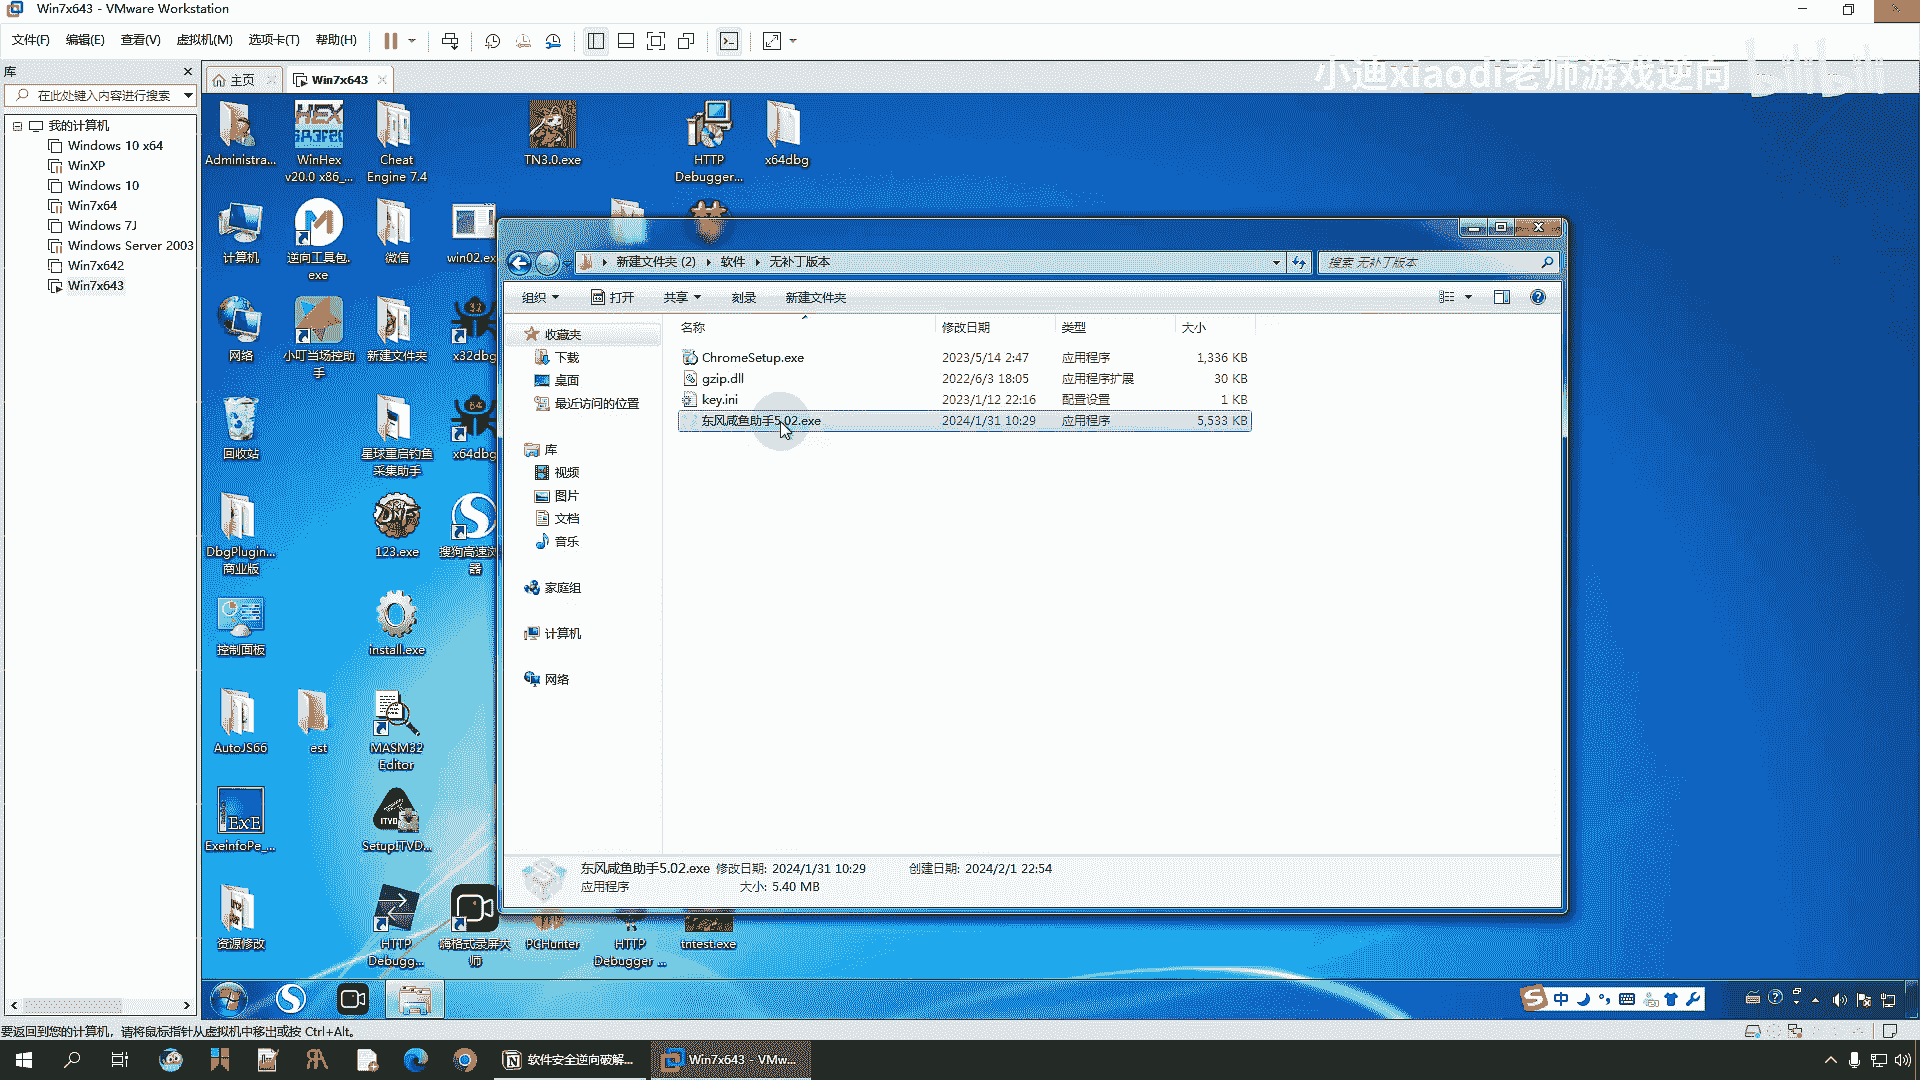 Win7x643 - VMware Workstation
文件(F) 编辑(E) 查看(V) 虚拟机(M) 选项卡(T) 帮助(H)
库
主页
Win7x643
小迪xiaodi老师游戏逆向
bilibili
在此处键入内容进行搜索
我的计算机
Windows 10 x64
WinXP
Windows 10
Win7x64
Windows 7J
Windows Server 2003
Win7x642
Win7x643
Administra...
WinHex
v20.0 x86_...
Cheat
Engine 7.4
TN3.0.exe
HTTP
Debugger...
x64dbg
计算机
逆向工具包.
exe
微信
win02.ex
网络
小叮当场控助
手
新建文件夹
x32dbg
回收站
星球重启钓鱼
采集助手
x64dbg
DbgPlugin...
商业版
123.exe
搜狗高速浏
器
控制面板
install.exe
AutoJS66
est
MASM32
Editor
ExeinfoPe_...
SetupITVD...
资源修改
HTTP
Debugg...
嗨格式录屏大
师
PCHunter
HTTP
Debugger ...
tntest.exe
新建文件夹 (2) 软件 无补丁版本
搜索 无补丁版本
组织 打开 共享 刻录 新建文件夹
收藏夹
下载
桌面
最近访问的位置
库
视频
图片
文档
音乐
家庭组
计算机
网络
名称 修改日期 类型 大小
ChromeSetup.exe 2023/5/14 2:47 应用程序 1,336 KB
gzip.dll 2022/6/3 18:05 应用程序扩展 30 KB
key.ini 2023/1/12 22:16 配置设置 1 KB
东风咸鱼助手5.02.exe 2024/1/31 10:29 应用程序 5,533 KB
东风咸鱼助手5.02.exe 修改日期: 2024/1/31 10:29 创建日期: 2024/2/1 22:54
应用程序 大小: 5.40 MB
中
要返回到您的计算机，请将鼠标指针从虚拟机中移出或按 Ctrl+Alt。
软件安全逆向破解...
Win7x643 - VMw...